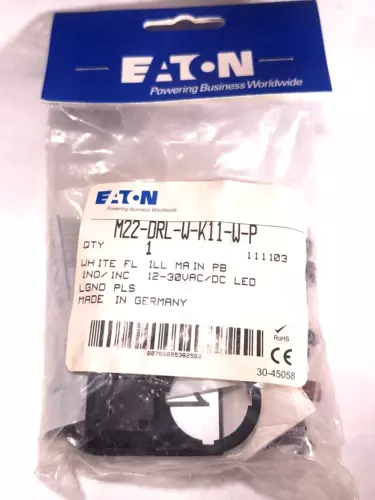 EATON
Powering Business Worldwide
EATON
Powering Business Worldwide
M22-DRL-W-K11-W-P
QTY 1 111103
WHITE FL ILL MAIN PB
1NO/1NC 12-30VAC/DC LED
LGND PLS
MADE IN GERMANY
RoHS
CE
30-45058